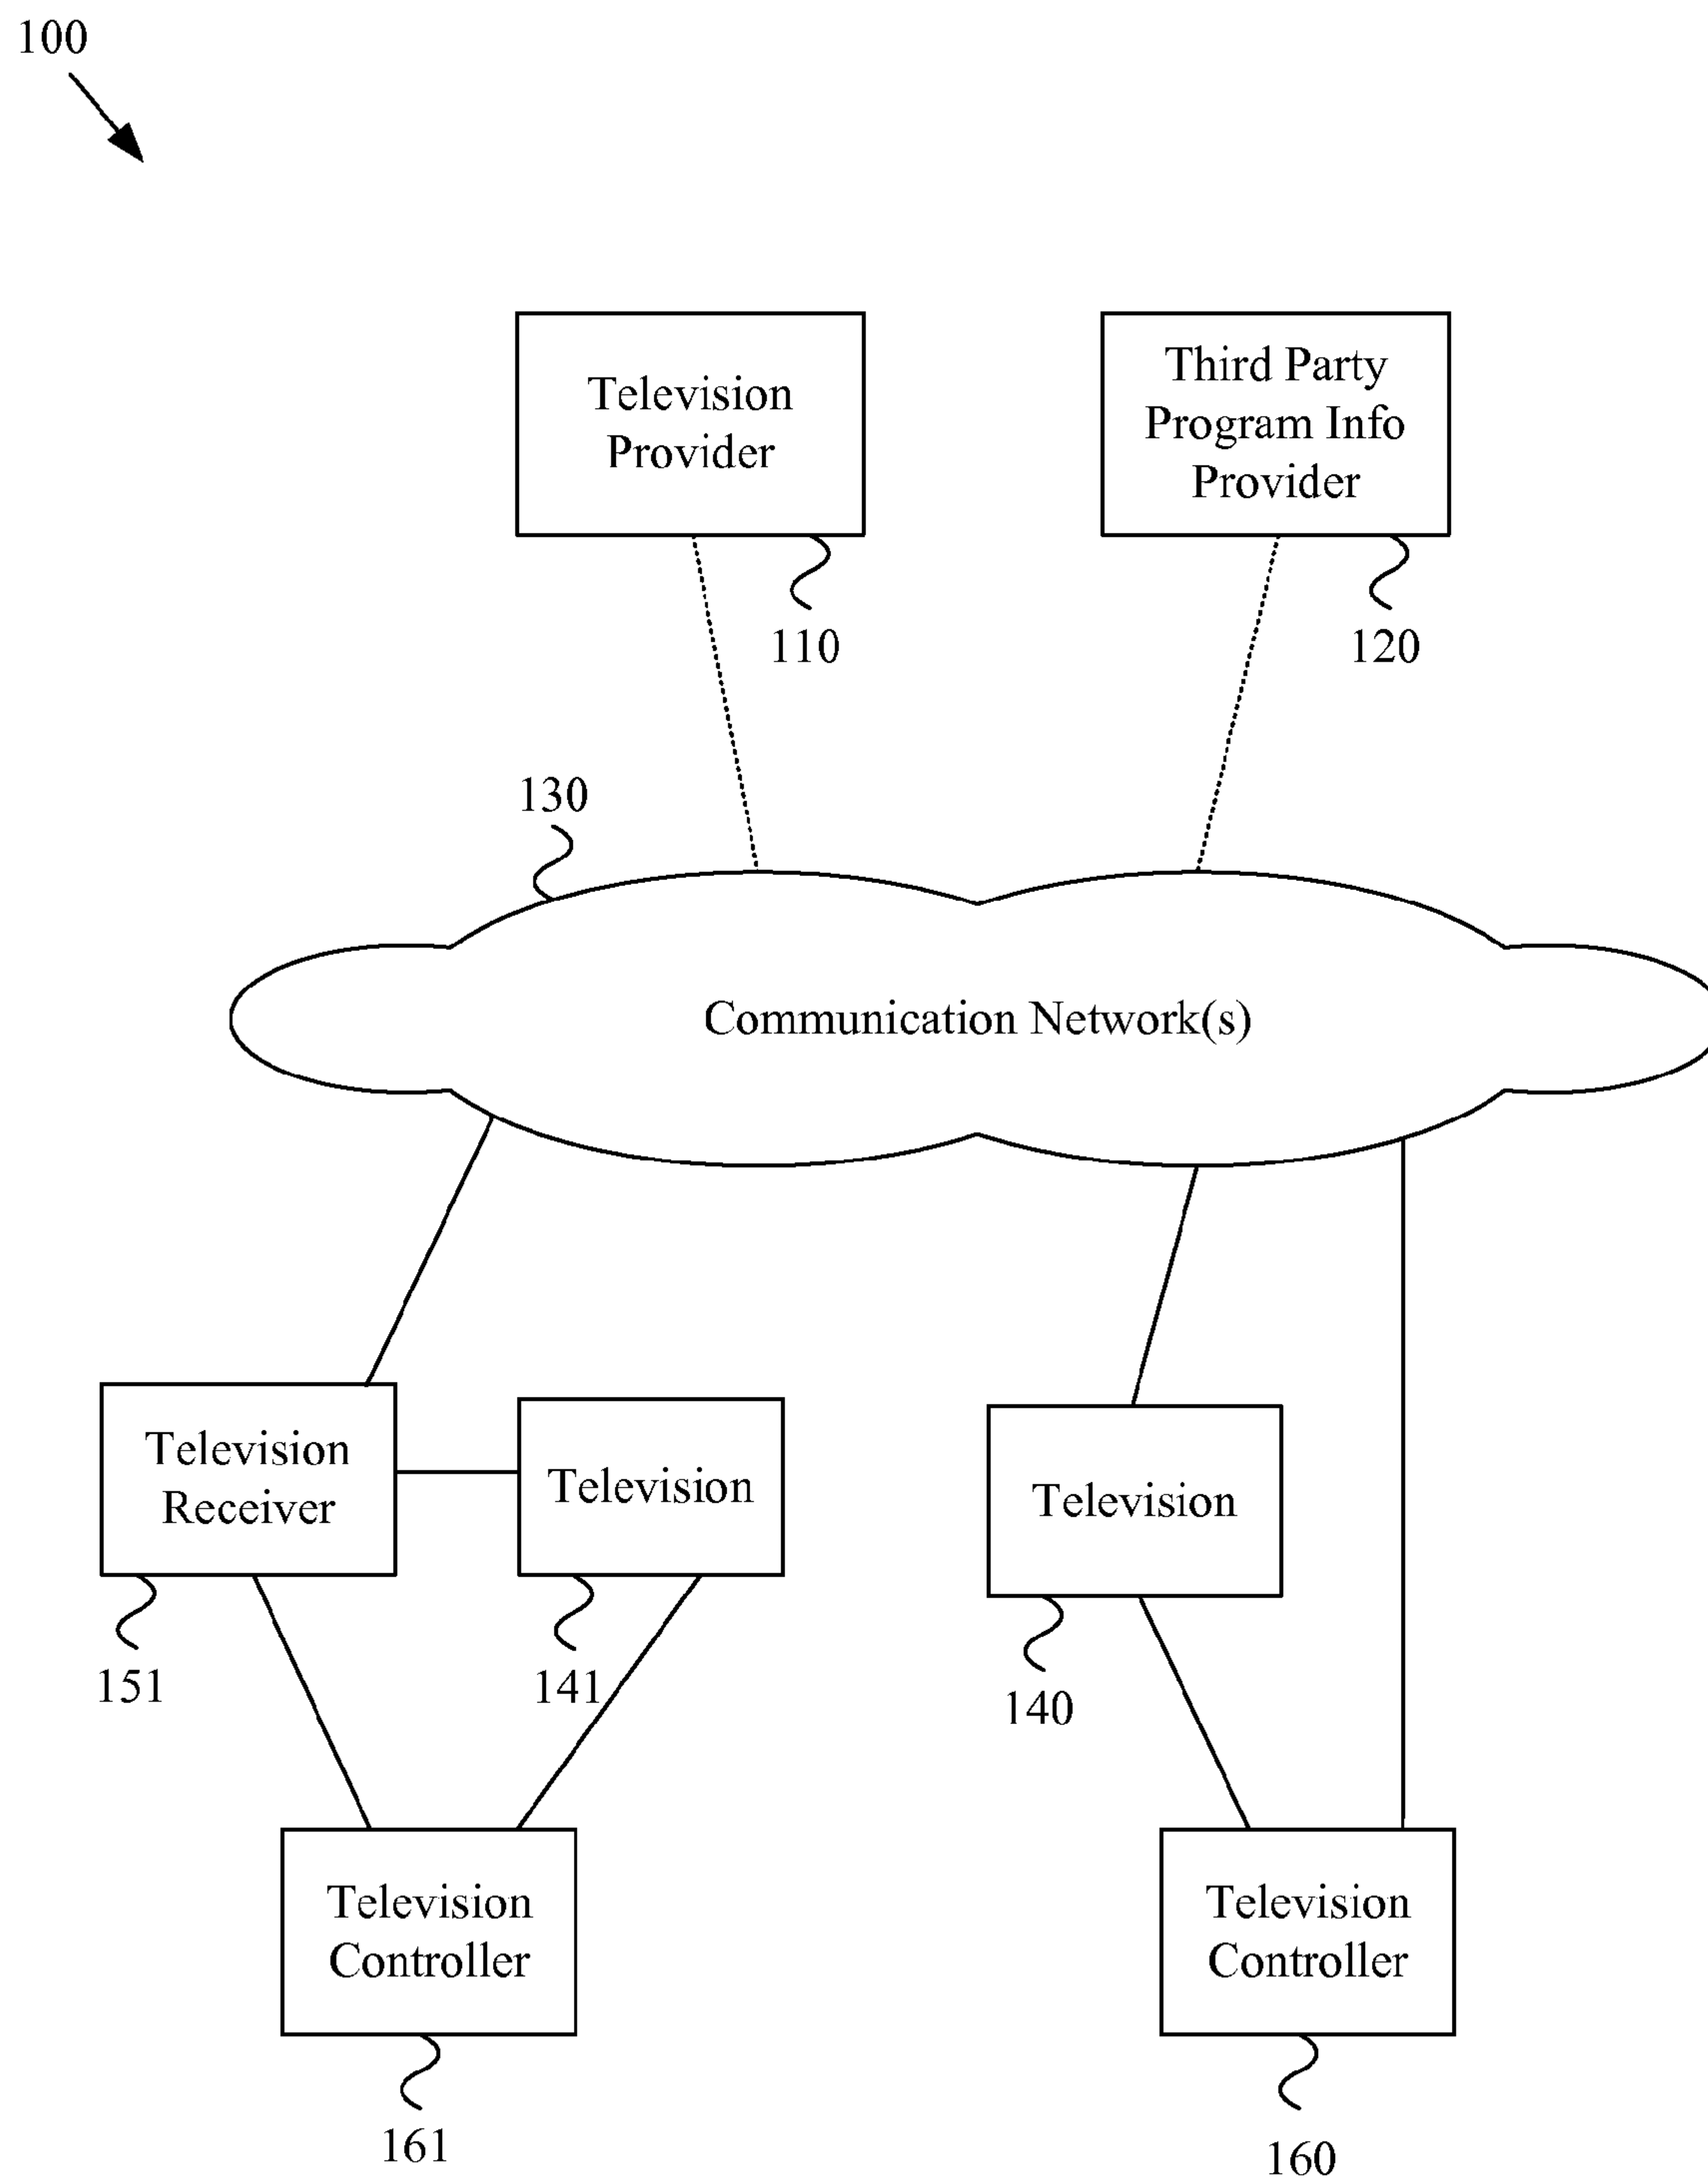 100
Television
Provider
110
Third Party
Program Info
Provider
120
130
Communication Network(s)
Television
Receiver
151
Television
141
Television
140
Television
Controller
161
Television
Controller
160